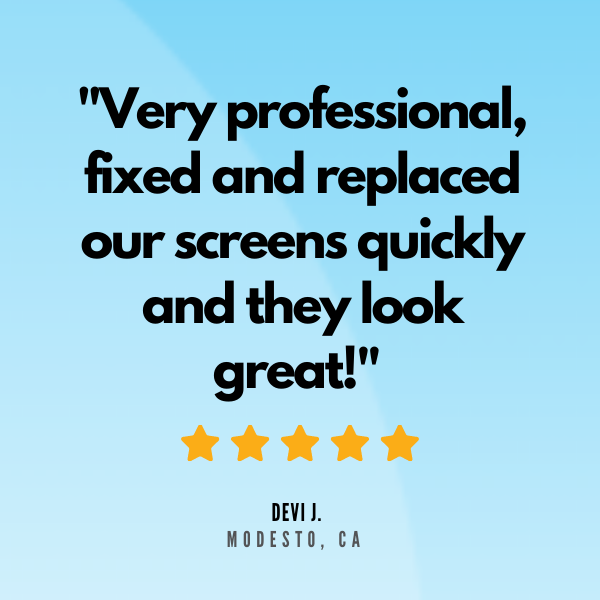 "Very professional,
fixed and replaced
our screens quickly
and they look
great!"
DEVI J.
MODESTO, CA